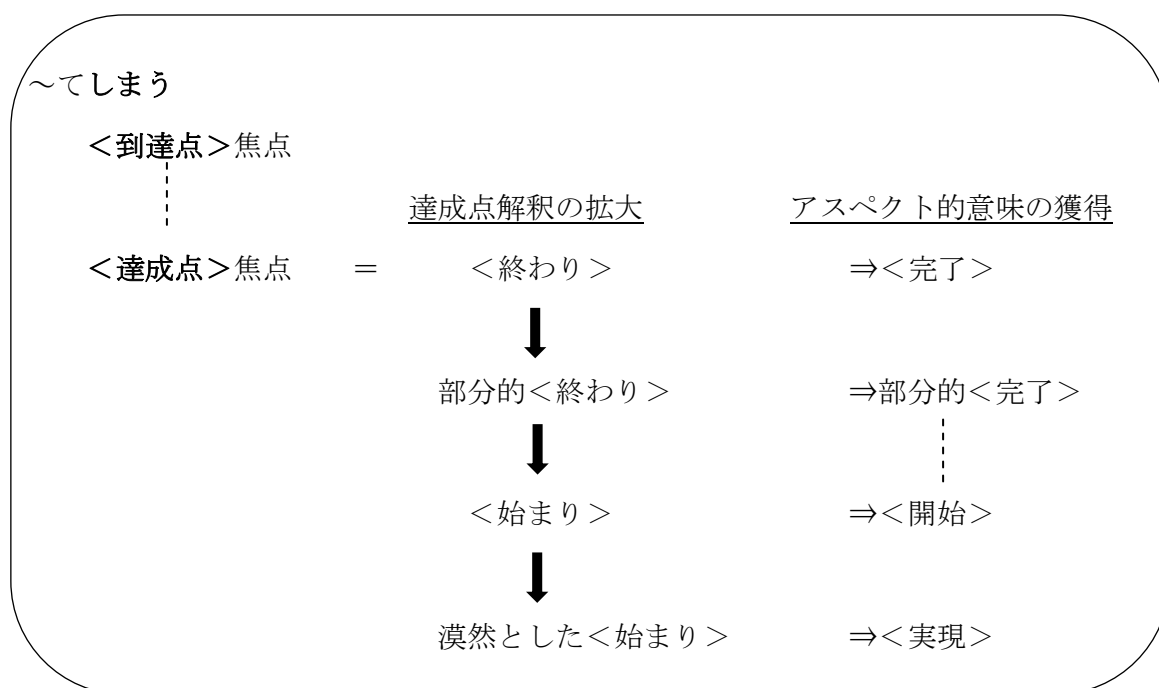 ～てしまう
＜到達点＞焦点
達成点解釈の拡大 アスペクト的意味の獲得
＜達成点＞焦点 ＝ ＜終わり＞ ⇒＜完了＞
部分的＜終わり＞ ⇒部分的＜完了＞
＜始まり＞ ⇒＜開始＞
漠然とした＜始まり＞ ⇒＜実現＞